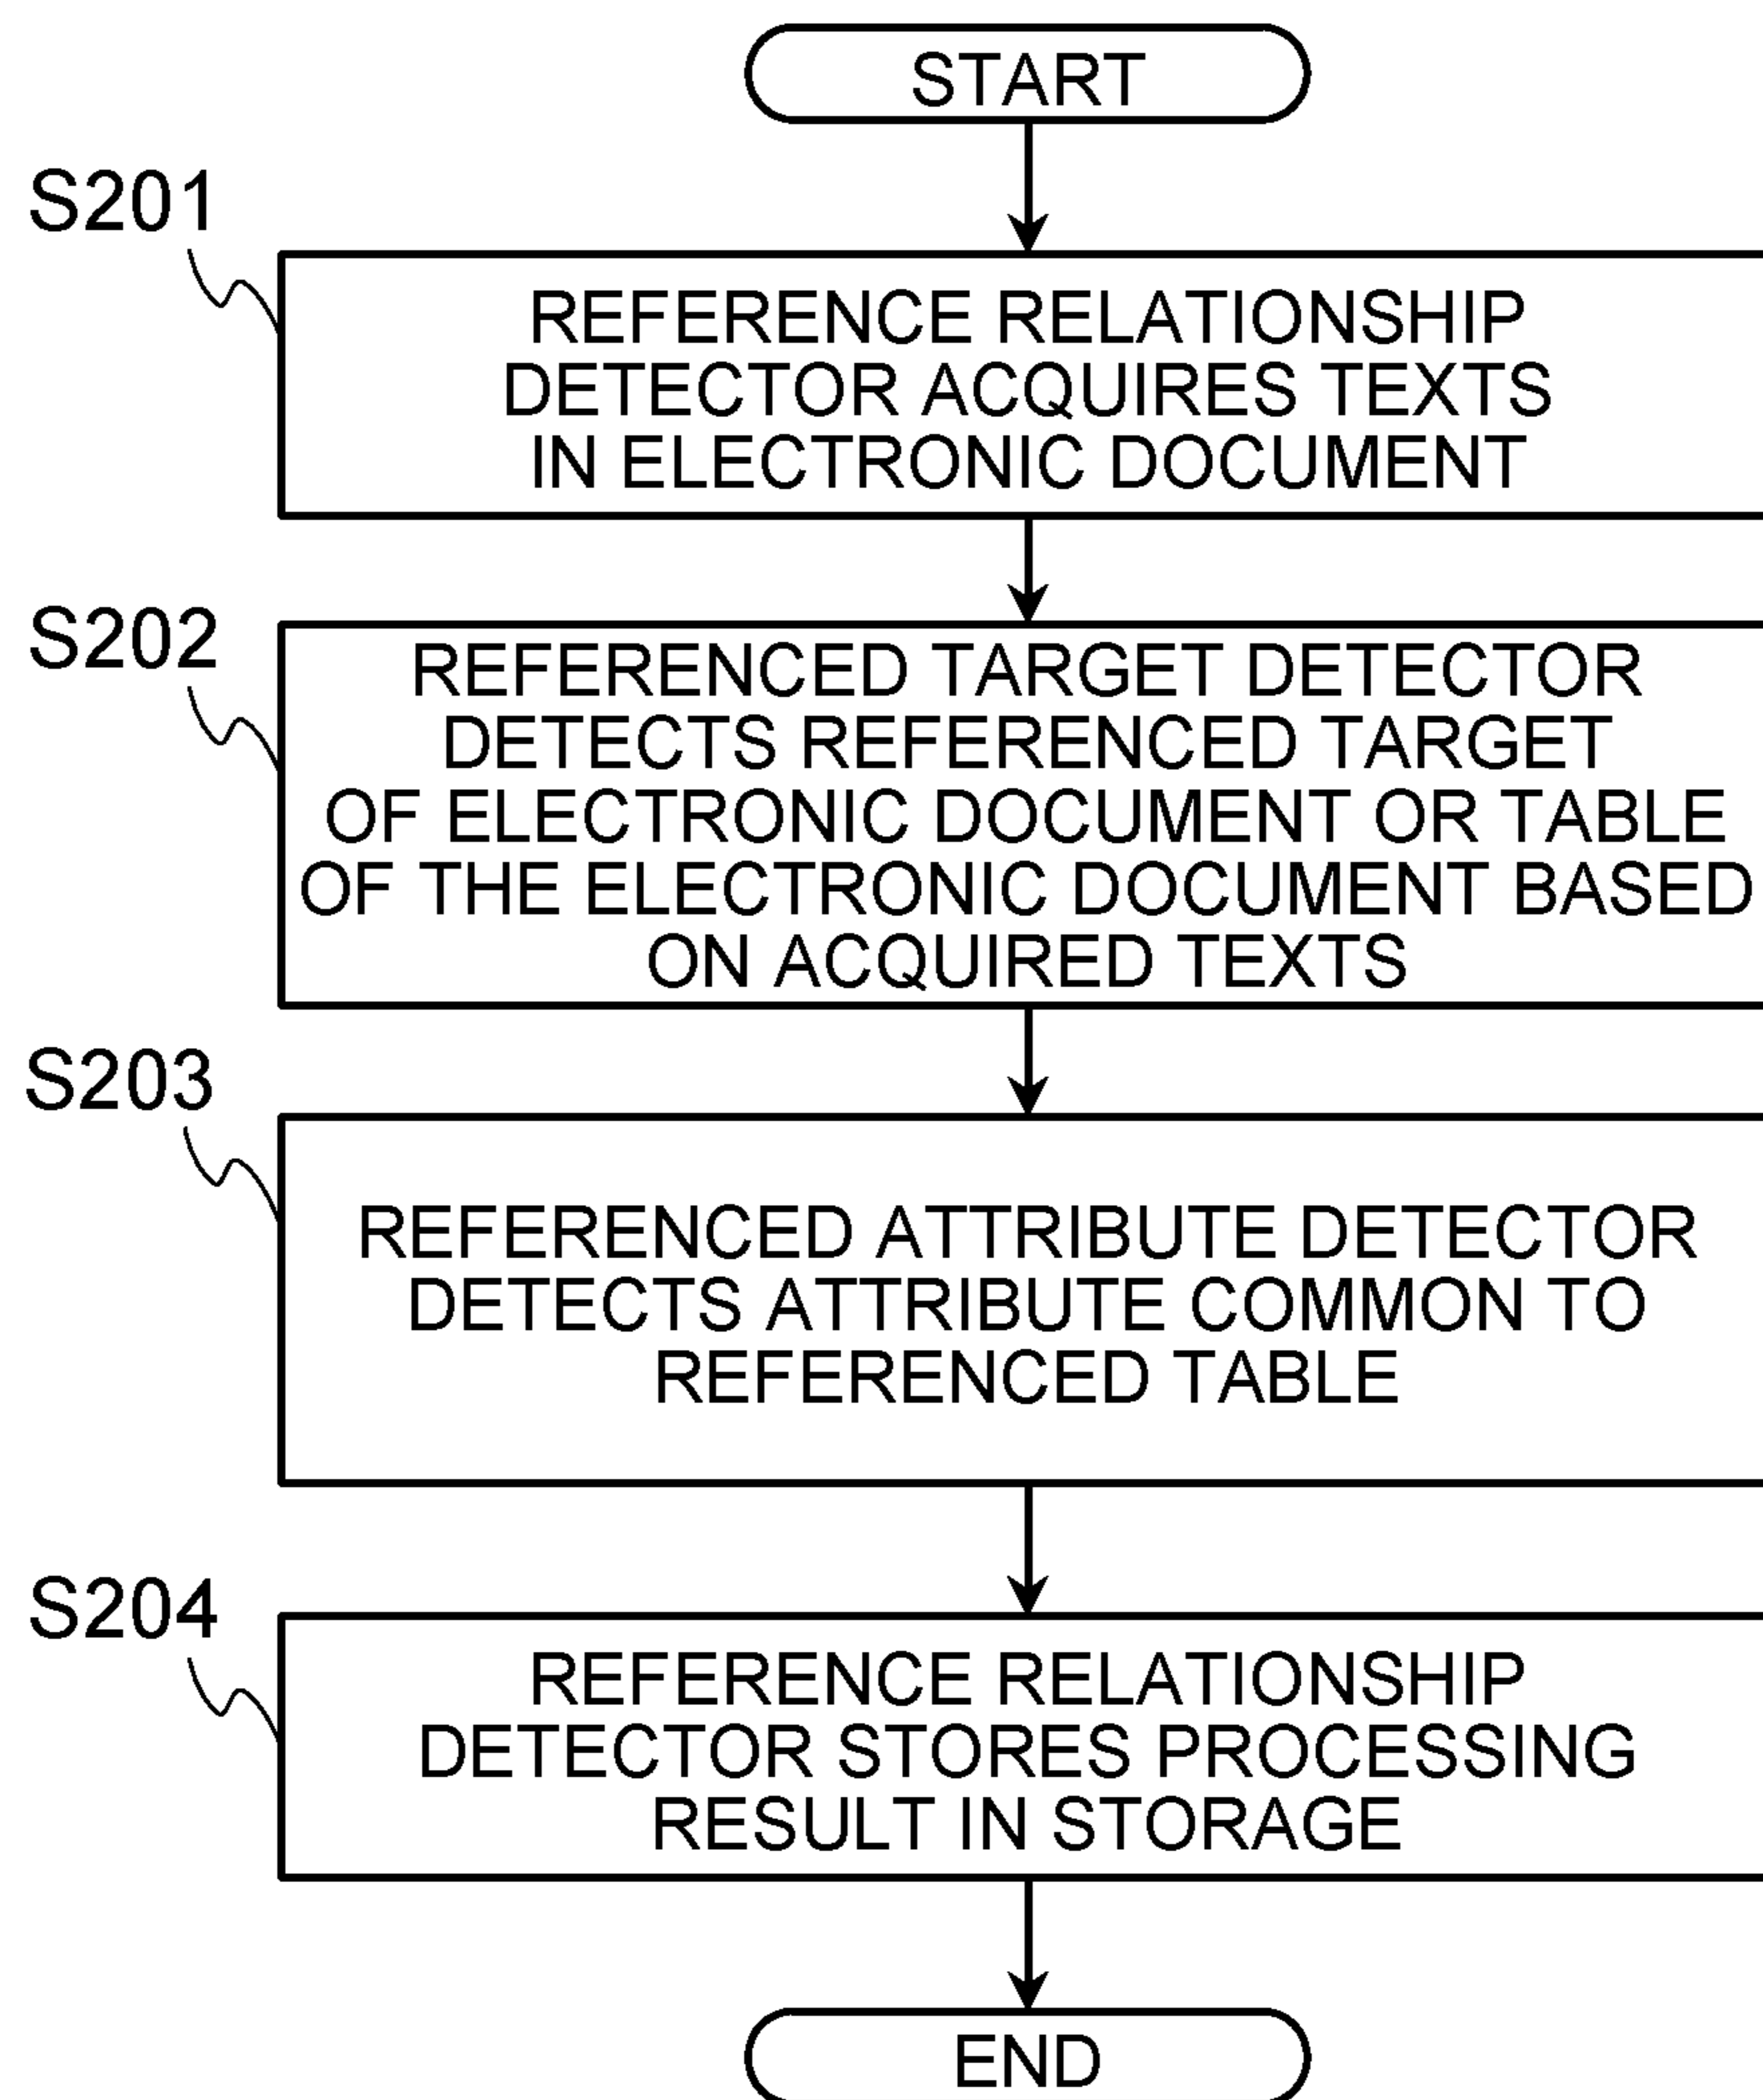 START
S201
REFERENCE RELATIONSHIP
DETECTOR ACQUIRES TEXTS
IN ELECTRONIC DOCUMENT
S202
REFERENCED TARGET DETECTOR
DETECTS REFERENCED TARGET
OF ELECTRONIC DOCUMENT OR TABLE
OF THE ELECTRONIC DOCUMENT BASED
ON ACQUIRED TEXTS
S203
REFERENCED ATTRIBUTE DETECTOR
DETECTS ATTRIBUTE COMMON TO
REFERENCED TABLE
S204
REFERENCE RELATIONSHIP
DETECTOR STORES PROCESSING
RESULT IN STORAGE
END